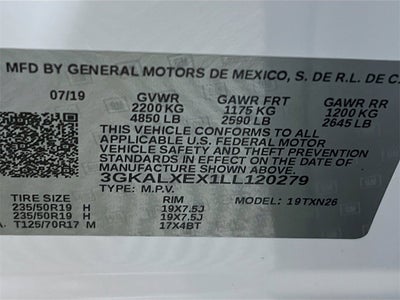 MFD BY GENERAL MOTORS DE MEXICO, S. DE R.L. DE C.
07/19 GVWR GAWR FRT GAWR RR
2200 KG 1175 KG 1200 KG
4850 LB 2590 LB 2645 LB
THIS VEHICLE CONFORMS TO ALL
APPLICABLE U.S. FEDERAL MOTOR
VEHICLE SAFETY AND THEFT
PREVENTION STANDARDS IN
EFFECT ON THE DATE OF
MANUFACTURE SHOWN ABOVE.
3GKALXEX1LL120279
TYPE: M.P.V. MODEL: 19TXN26
TIRE SIZE RIM
235/50R19 H 19X7.5J
235/50R19 H 19X7.5J
T125/70R17 M 17X4BT